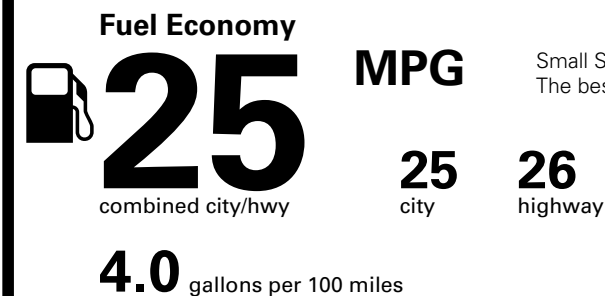 Fuel Economy
25 MPG
Small S
The bes
combined city/hwy
25 city
26 highway
4.0 gallons per 100 miles